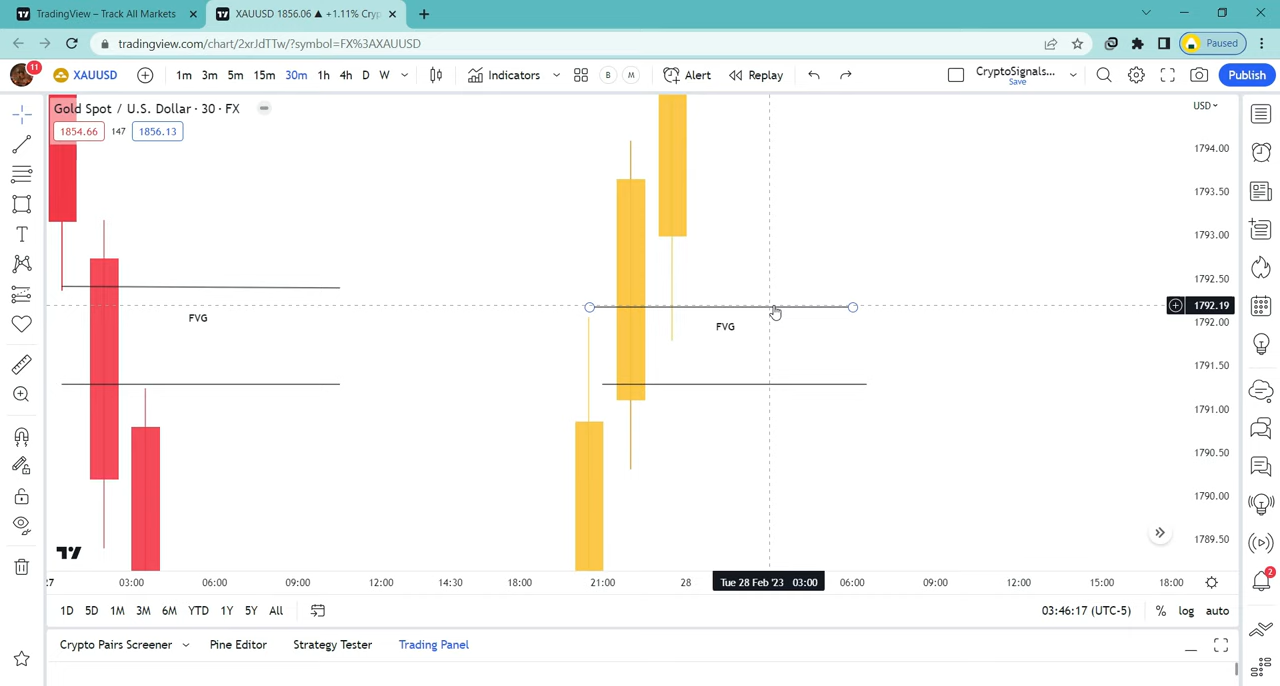 TradingView – Track All Markets
XAUUSD 1856.06 ▲ +1.11% Cryp
tradingview.com/chart/2xrJdTTw/?symbol=FX%3AXAUUSD
Paused
11
XAUUSD
1m 3m 5m 15m 30m 1h 4h D W
Indicators
B M
Alert
Replay
CryptoSignals...
Save
Publish
Gold Spot / U.S. Dollar · 30 · FX
USD
1854.66 147 1856.13
1794.00
1793.50
1793.00
1792.50
1792.19
FVG
FVG
1792.00
1791.50
1791.00
1790.50
1790.00
1789.50
27 03:00 06:00 09:00 12:00 14:30 18:00 21:00 28 Tue 28 Feb '23 03:00 06:00 09:00 12:00 15:00 18:00
2
1D 5D 1M 3M 6M YTD 1Y 5Y All
03:46:17 (UTC-5) % log auto
Crypto Pairs Screener Pine Editor Strategy Tester Trading Panel